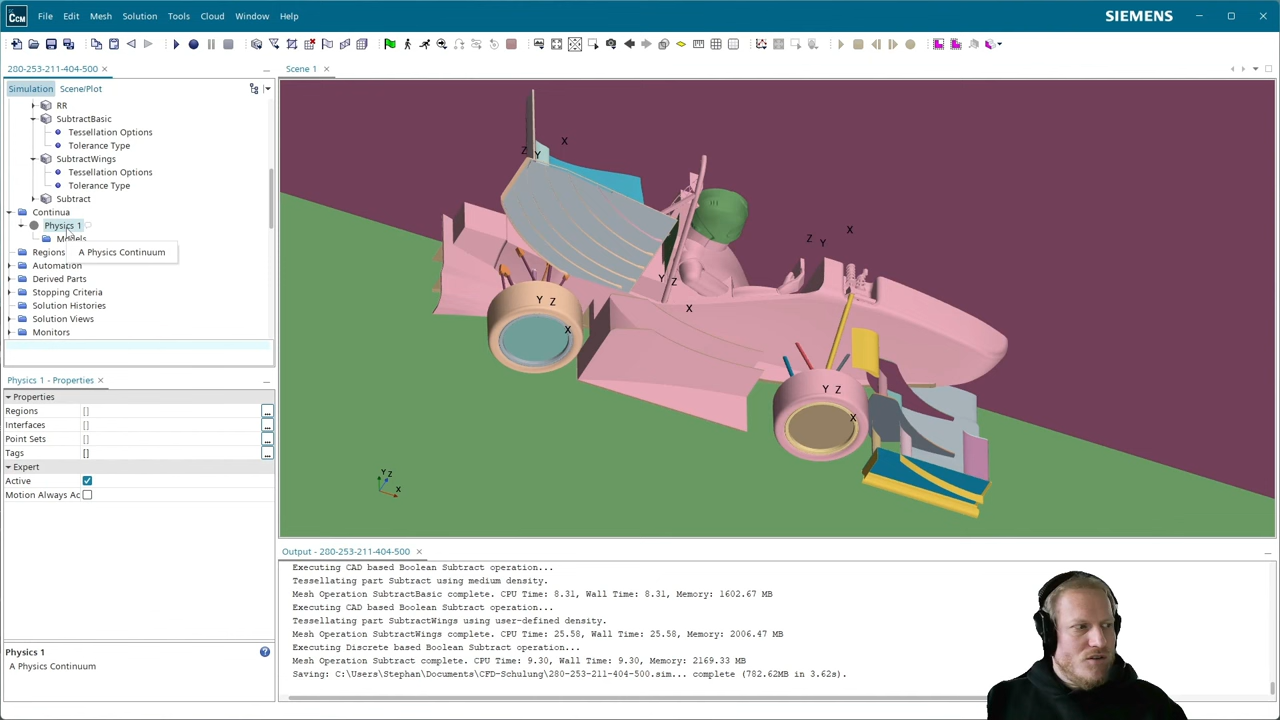 CCM File Edit Mesh Solution Tools Cloud Window Help SIEMENS
280-253-211-404-500
Scene 1
Simulation Scene/Plot
RR
SubtractBasic
Tessellation Options
Tolerance Type
SubtractWings
Tessellation Options
Tolerance Type
Subtract
Continua
Physics 1
Models
Regions
A Physics Continuum
Automation
Derived Parts
Stopping Criteria
Solution Histories
Solution Views
Monitors
Physics 1 - Properties
Properties
Regions []
Interfaces []
Point Sets []
Tags []
Expert
Active
Motion Always Ac
Physics 1
A Physics Continuum
X
Z Y
X
Z Y
Y Z
X
Y Z
X
Y Z
X
Y Z
X
Output - 280-253-211-404-500
Executing CAD based Boolean Subtract operation...
Tessellating part Subtract using medium density.
Mesh Operation SubtractBasic complete. CPU Time: 8.31, Wall Time: 8.31, Memory: 1602.67 MB
Executing CAD based Boolean Subtract operation...
Tessellating part Subtract using user-defined density.
Mesh Operation SubtractWings complete. CPU Time: 25.58, Wall Time: 25.58, Memory: 2006.47 MB
Executing Discrete based Boolean Subtract operation...
Mesh Operation Subtract complete. CPU Time: 9.30, Wall Time: 9.30, Memory: 2169.33 MB
Saving: C:\Users\Stephan\Documents\CFD-Schulung\280-253-211-404-500.sim... complete (782.62MB in 3.62s).